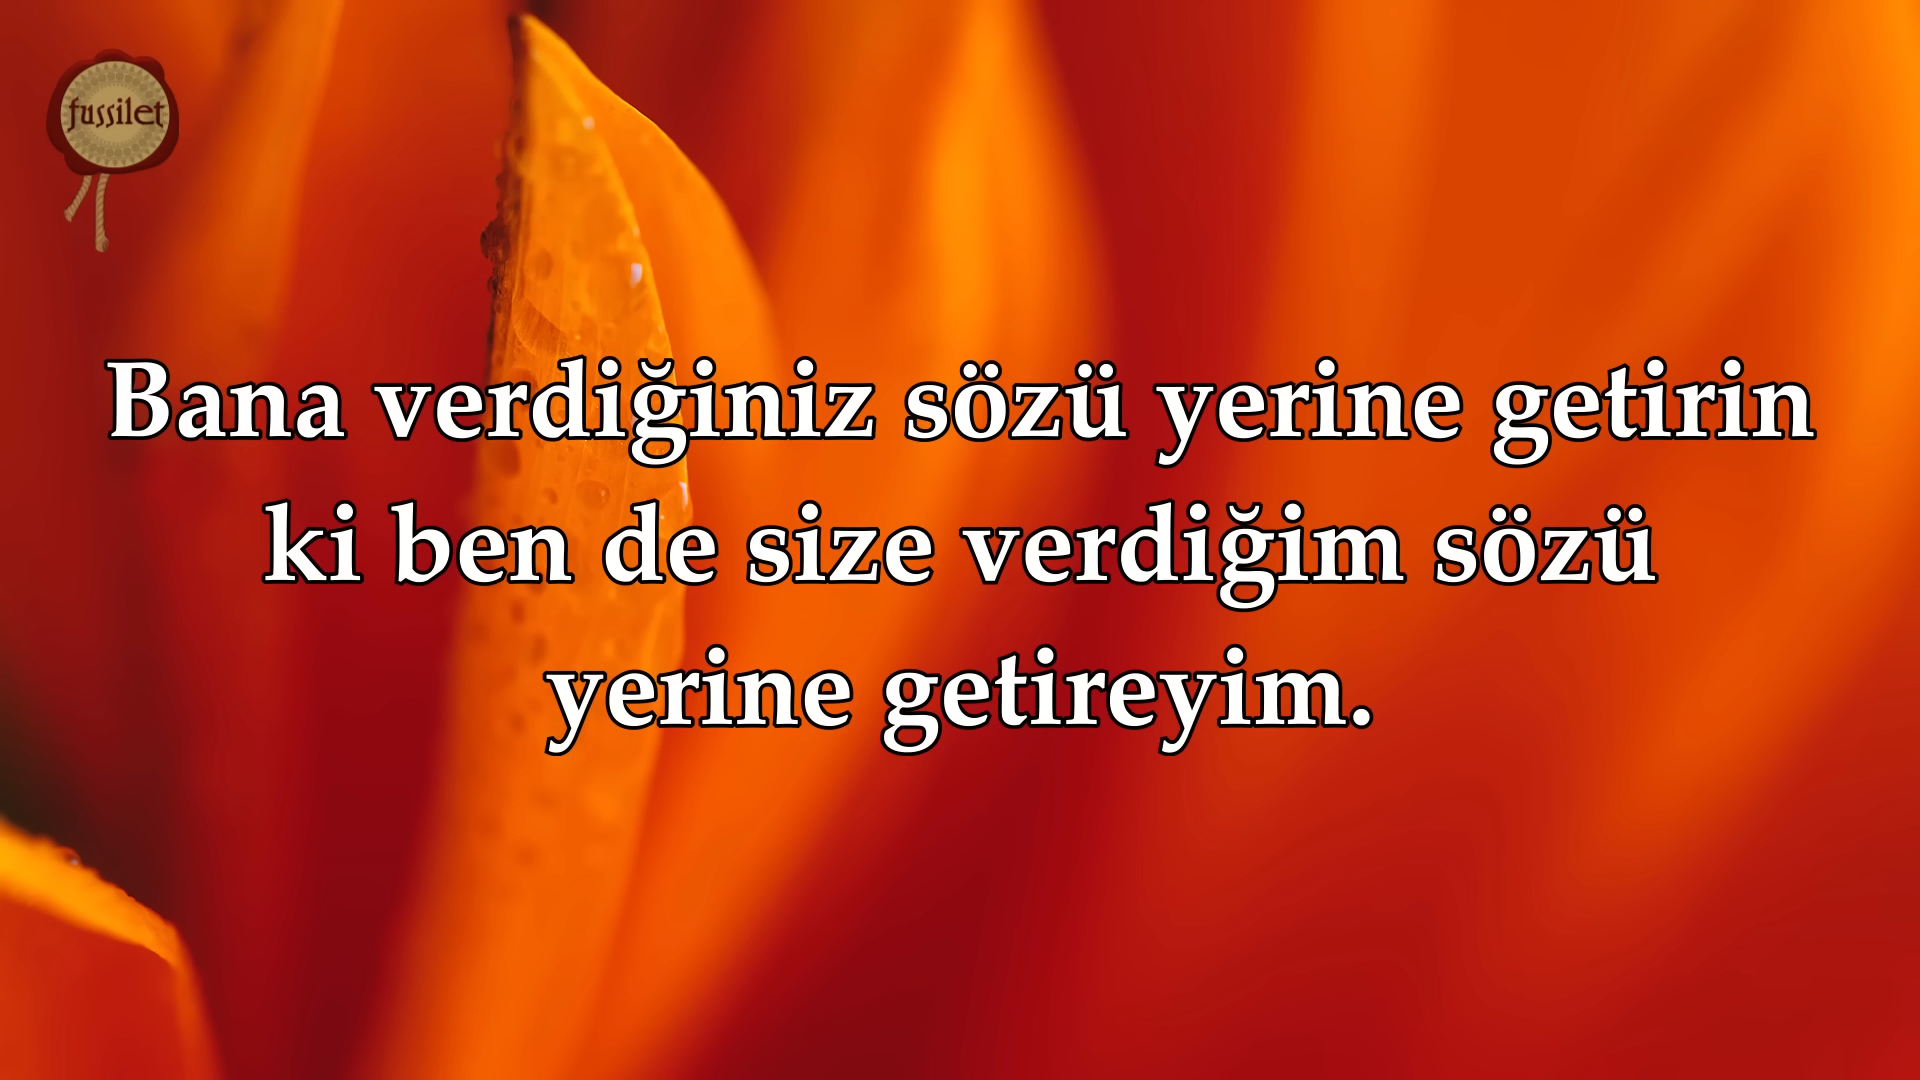 fussilet
Bana verdiğiniz sözü yerine getirin
ki ben de size verdiğim sözü
yerine getireyim.